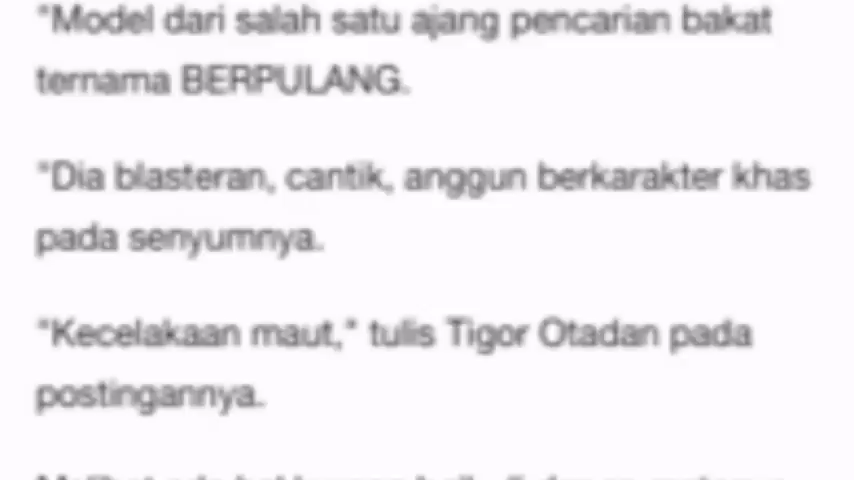 "Model dari salah satu ajang pencarian bakat
ternama BERPULANG.
"Dia blasteran, cantik, anggun berkarakter khas
pada senyumnya.
"Kecelakaan maut," tulis Tigor Otadan pada
postingannya.